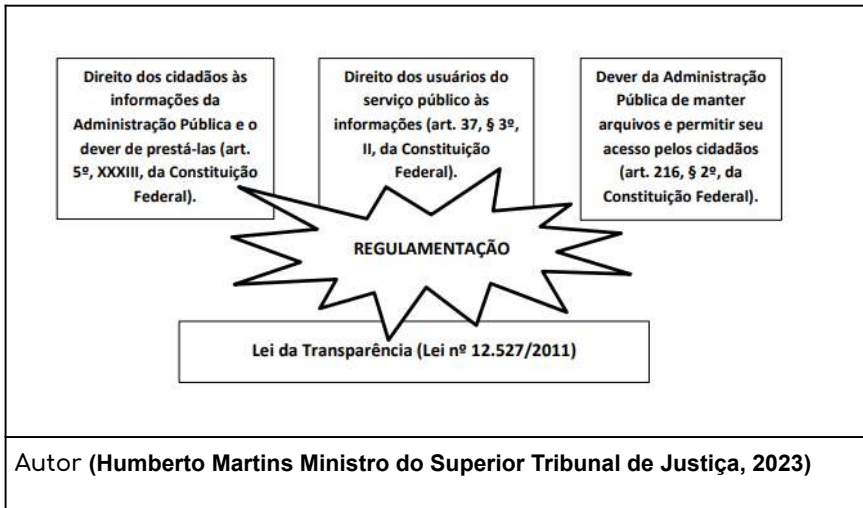 Direito dos cidadãos às
informações da
Administração Pública e o
dever de prestá-las (art.
5º, XXXIII, da Constituição
Federal).
Direito dos usuários do
serviço público às
informações (art. 37, § 3º,
II, da Constituição
Federal).
Dever da Administração
Pública de manter
arquivos e permitir seu
acesso pelos cidadãos
(art. 216, § 2º, da
Constituição Federal).
REGULAMENTAÇÃO
Lei da Transparência (Lei nº 12.527/2011)
Autor (Humberto Martins Ministro do Superior Tribunal de Justiça, 2023)